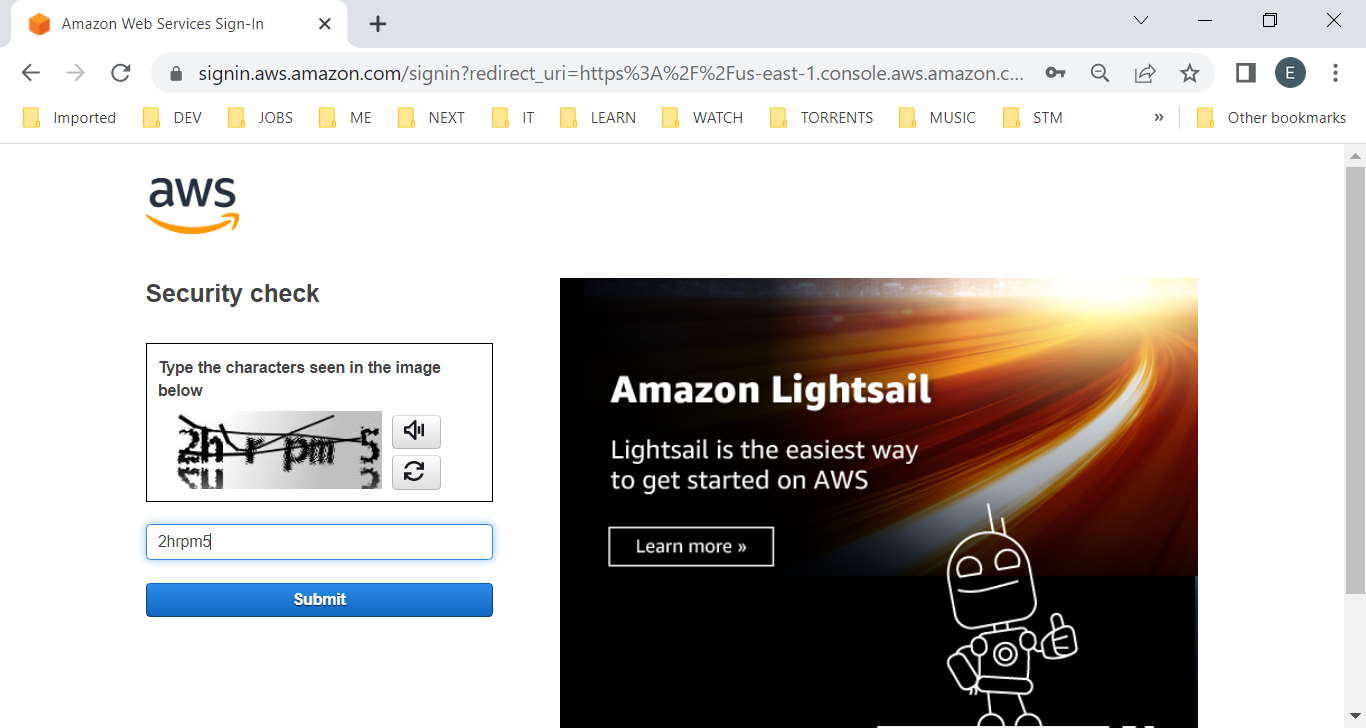 Amazon Web Services Sign-In
signin.aws.amazon.com/signin?redirect_uri=https%3A%2F%2Fus-east-1.console.aws.amazon.c...
E
Imported DEV JOBS ME NEXT IT LEARN WATCH TORRENTS MUSIC STM » Other bookmarks
aws
Security check
Type the characters seen in the image
below
2hrpm5
Submit
Amazon Lightsail
Lightsail is the easiest way
to get started on AWS
Learn more »